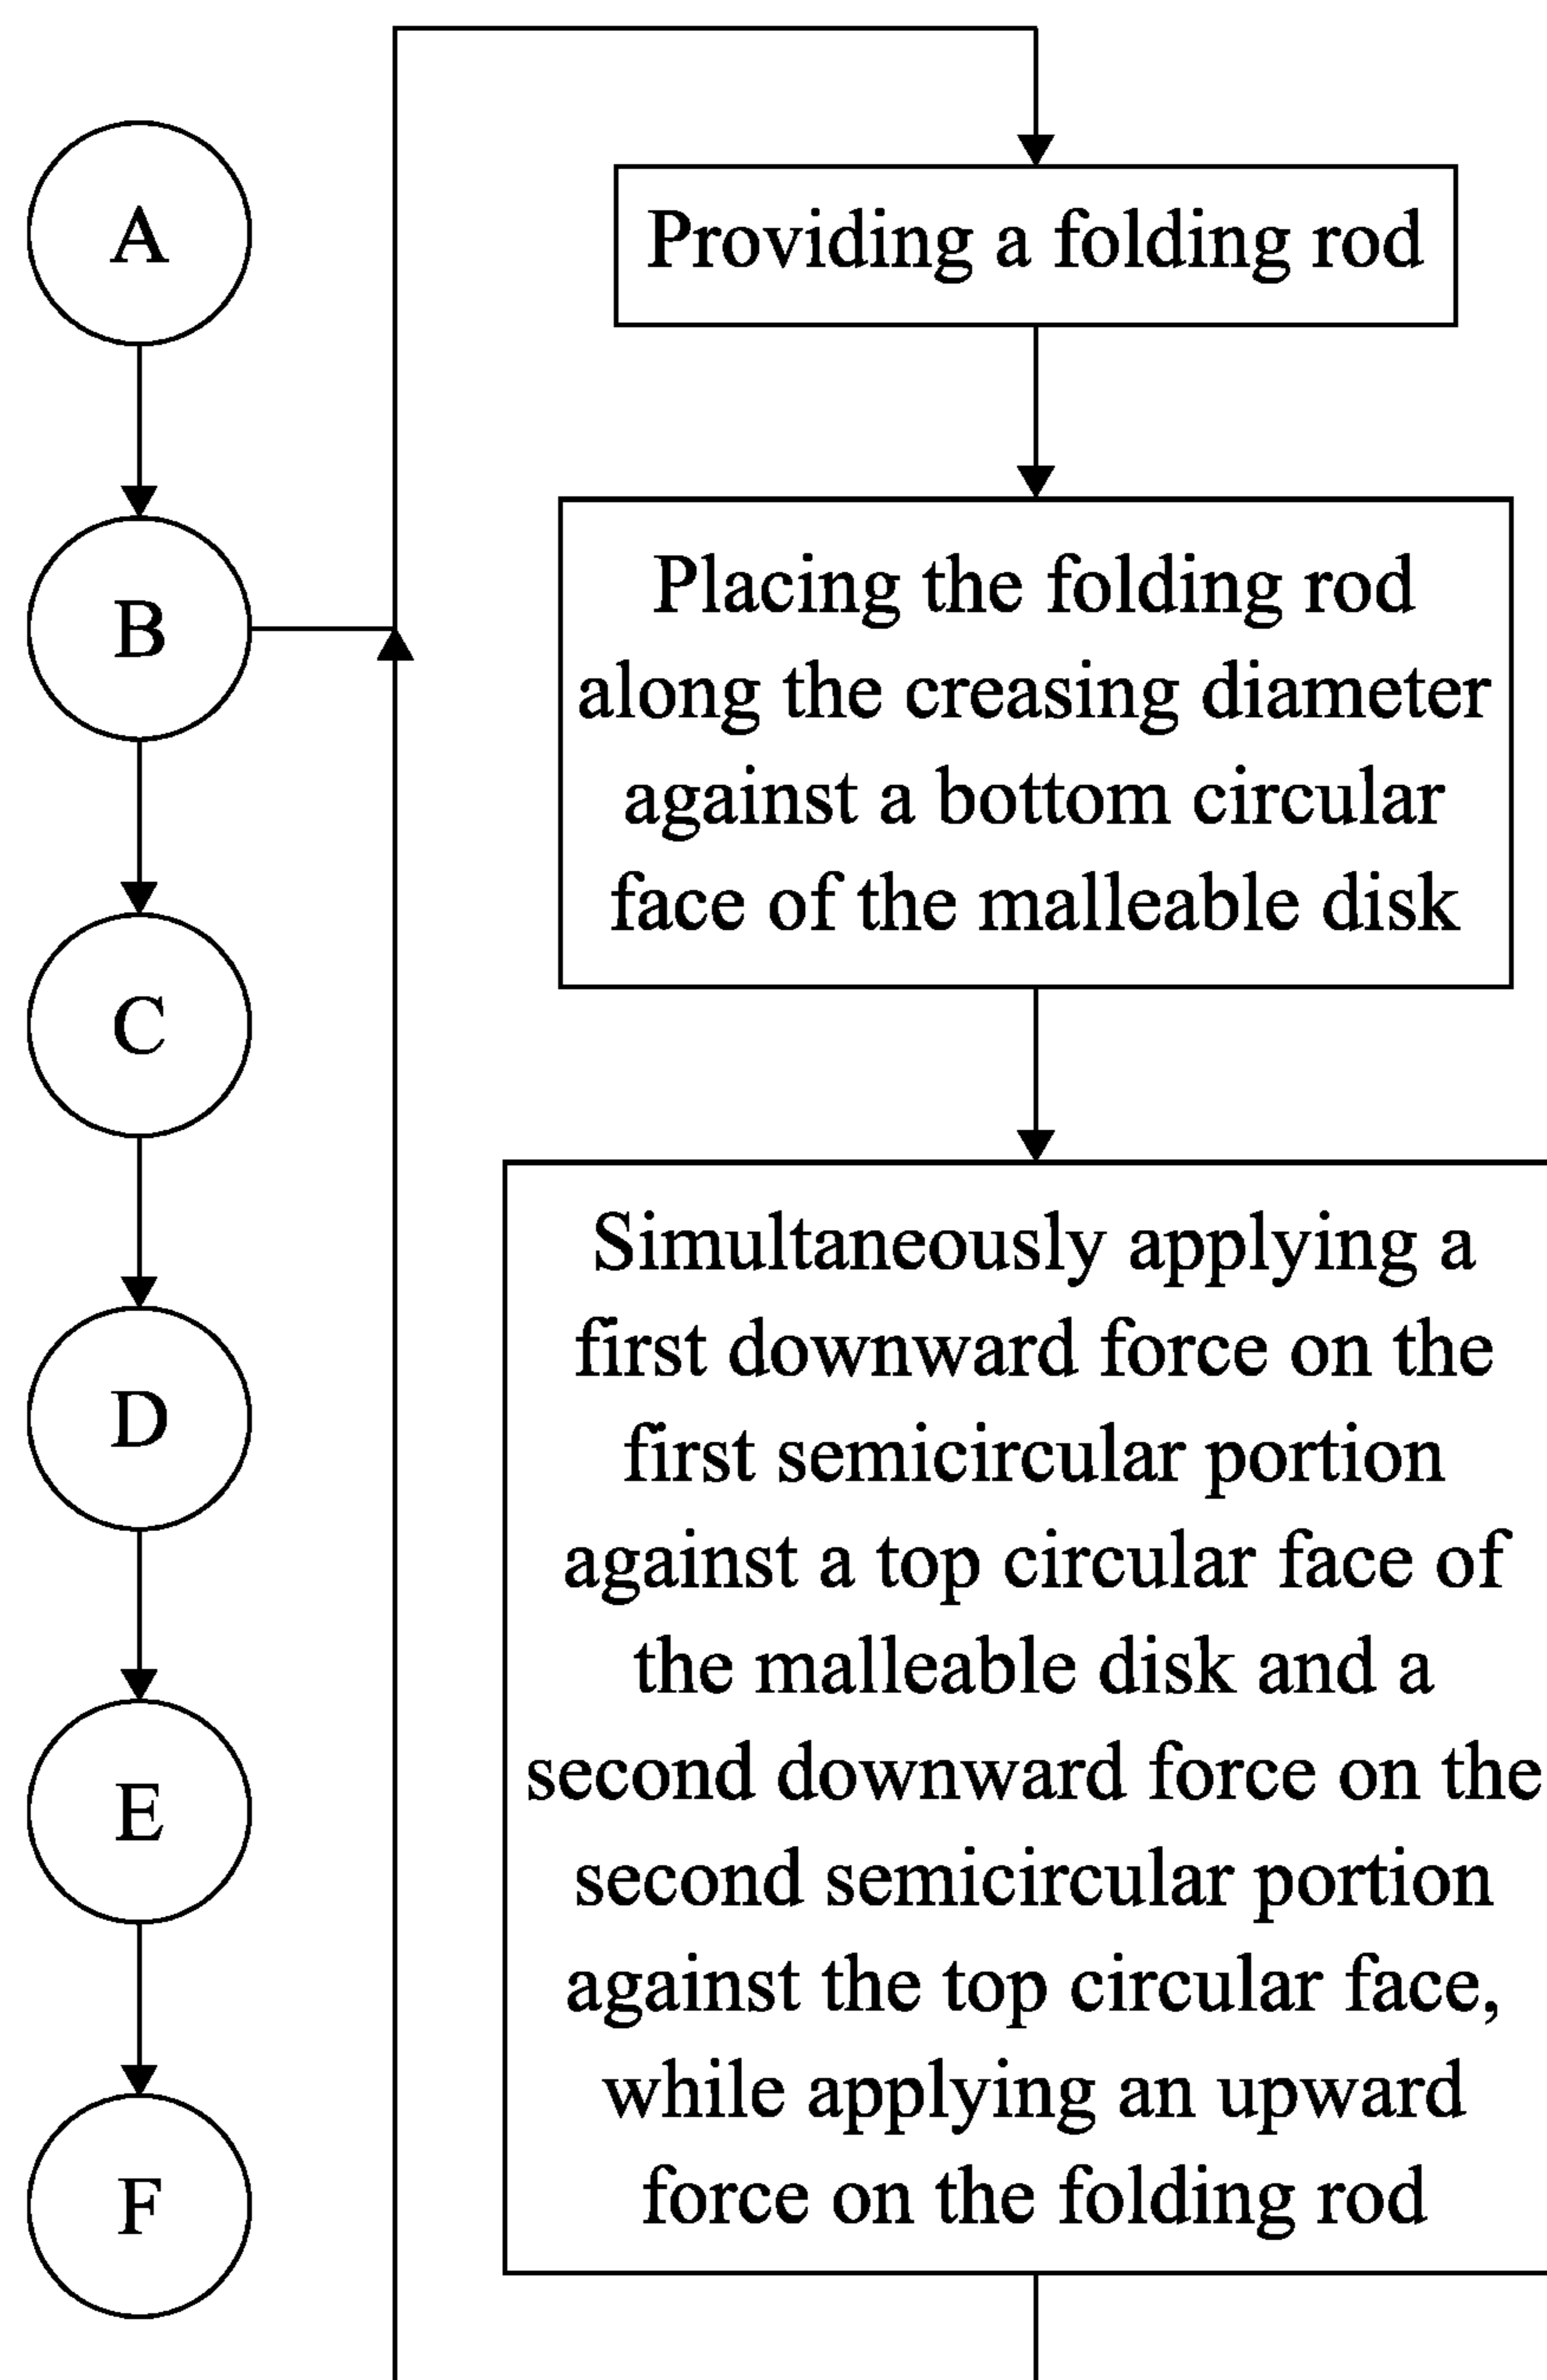 A
B
C
D
E
F
Providing a folding rod
Placing the folding rod
along the creasing diameter
against a bottom circular
face of the malleable disk
Simultaneously applying a
first downward force on the
first semicircular portion
against a top circular face of
the malleable disk and a
second downward force on the
second semicircular portion
against the top circular face,
while applying an upward
force on the folding rod